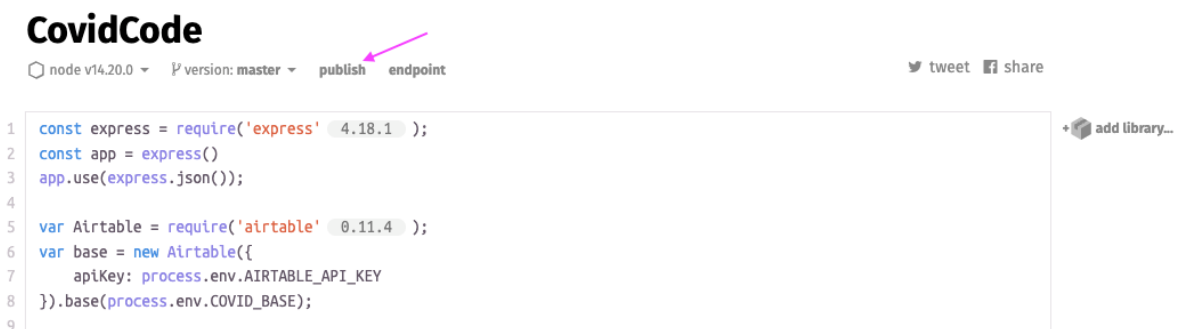 CovidCode
node v14.20.0 version: master publish endpoint tweet share
1 const express = require('express' 4.18.1 );
2 const app = express()
3 app.use(express.json());
4
5 var Airtable = require('airtable' 0.11.4 );
6 var base = new Airtable({
7 apiKey: process.env.AIRTABLE_API_KEY
8 }).base(process.env.COVID_BASE);
9
+ add library...